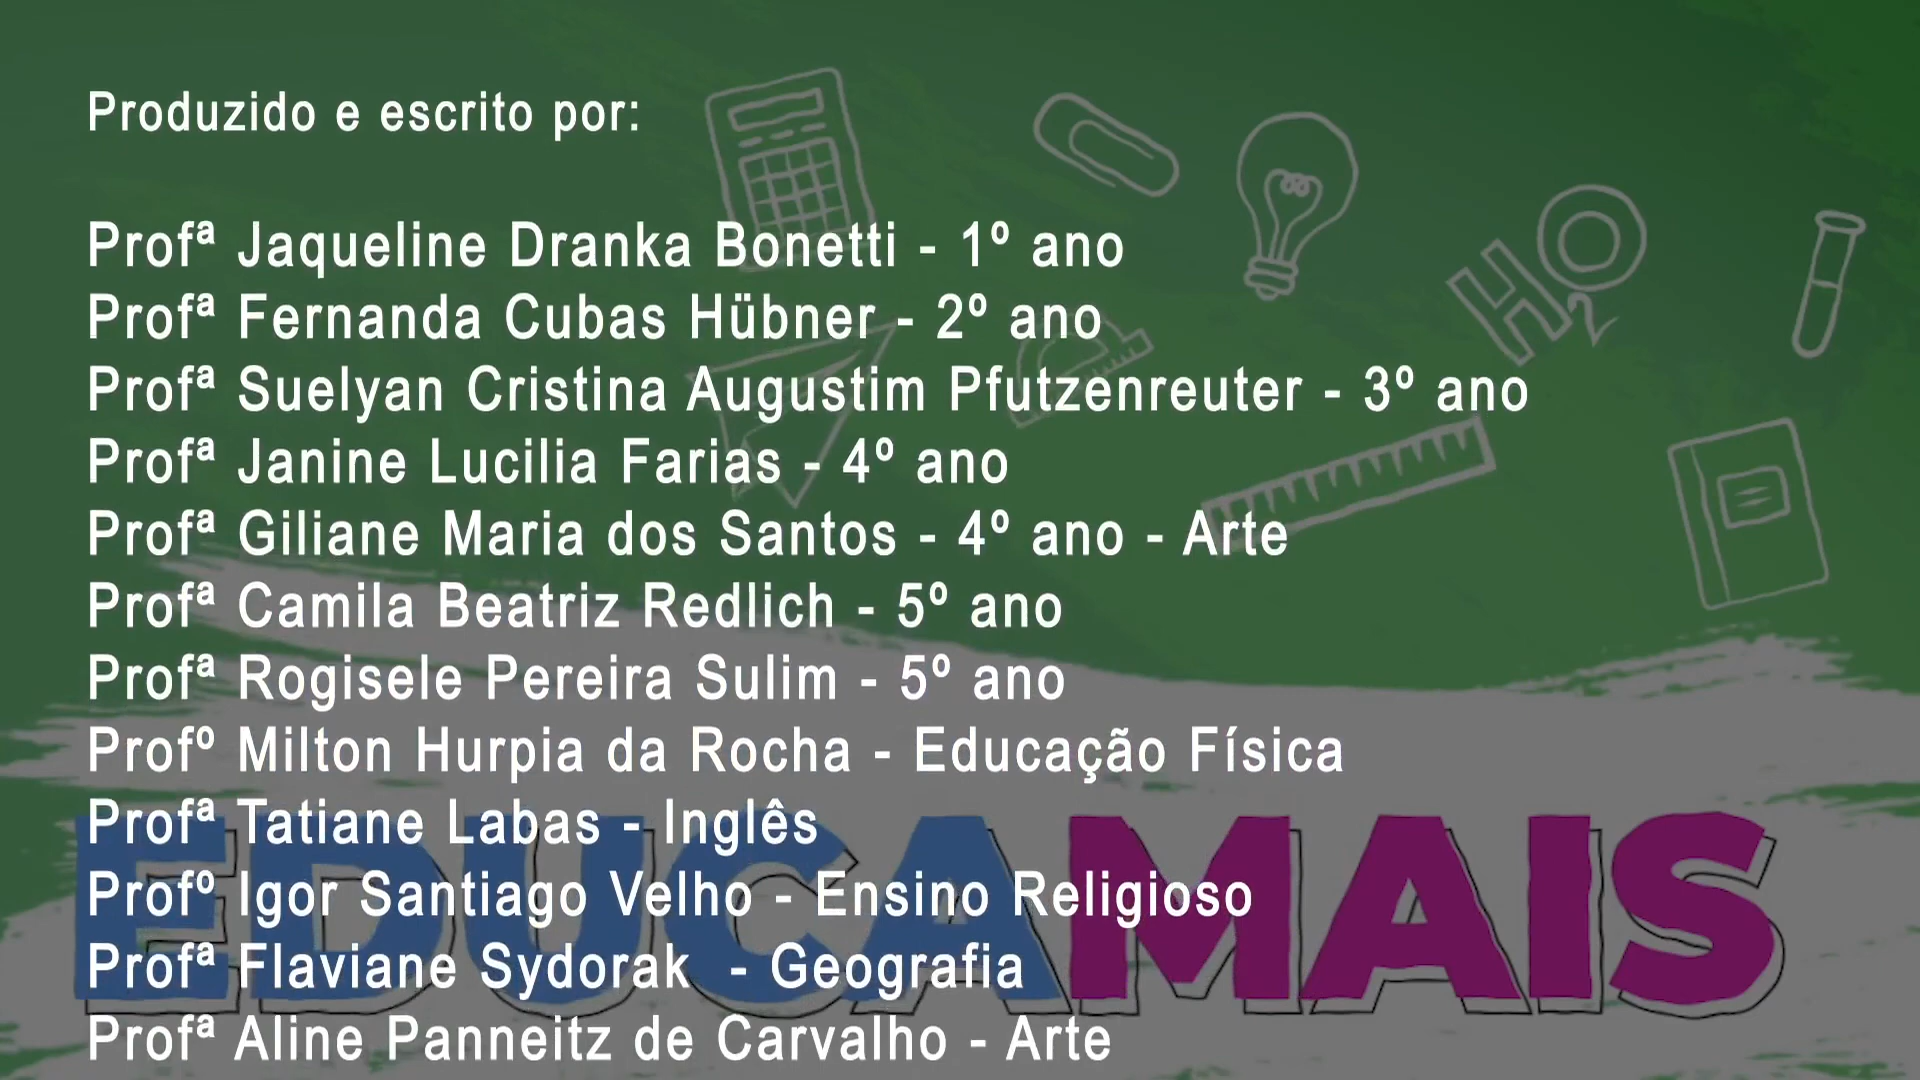 Produzido e escrito por:
Profª Jaqueline Dranka Bonetti - 1º ano
Profª Fernanda Cubas Hübner - 2º ano
Profª Suelyan Cristina Augustim Pfutzenreuter - 3º ano
Profª Janine Lucilia Farias - 4º ano
Profª Giliane Maria dos Santos - 4º ano - Arte
Profª Camila Beatriz Redlich - 5º ano
Profª Rogisele Pereira Sulim - 5º ano
Profº Milton Hurpia da Rocha - Educação Física
Profª Tatiane Labas - Inglês
Profº Igor Santiago Velho - Ensino Religioso
Profª Flaviane Sydorak  - Geografia
Profª Aline Panneitz de Carvalho - Arte
EDUCAMAIS
H2O